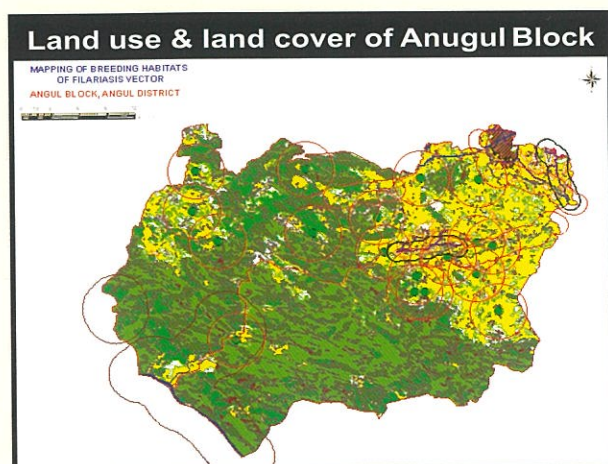 Land use & land cover of Anugul Block
MAPPING OF BREEDING HABITATS
OF FILARIASIS VECTOR
ANGUL BLOCK, ANGUL DISTRICT